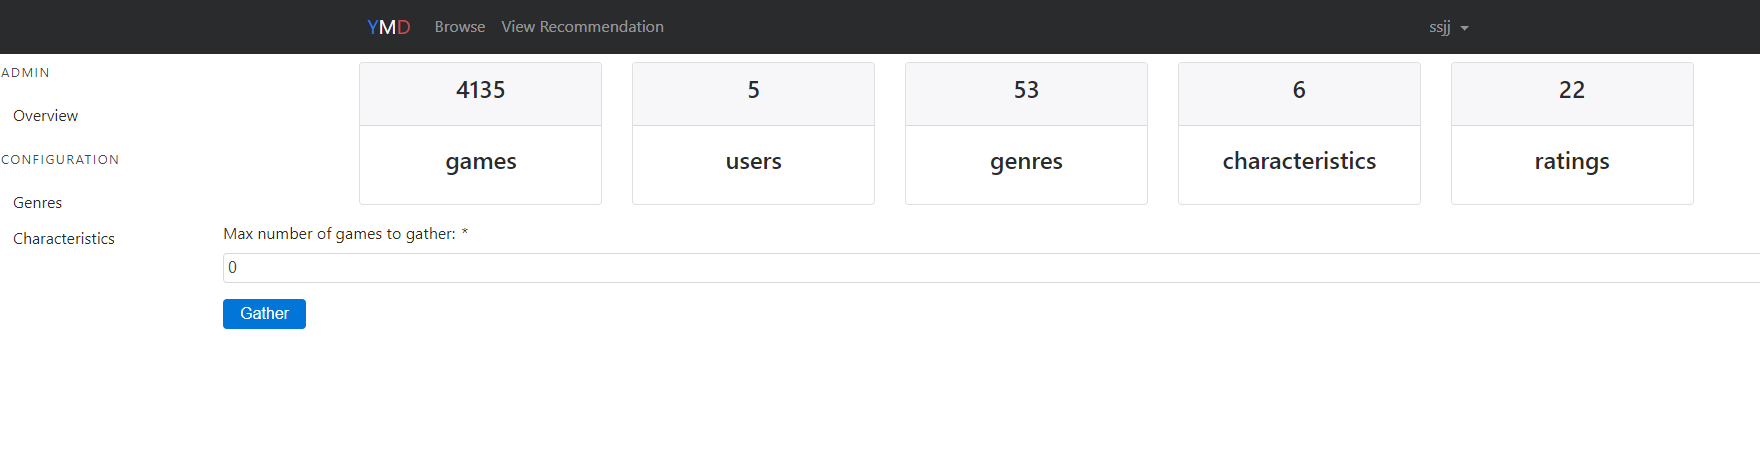 YMD Browse View Recommendation ssjj
ADMIN
Overview
CONFIGURATION
Genres
Characteristics
4135 5 53 6 22
games users genres characteristics ratings
Max number of games to gather: *
0
Gather